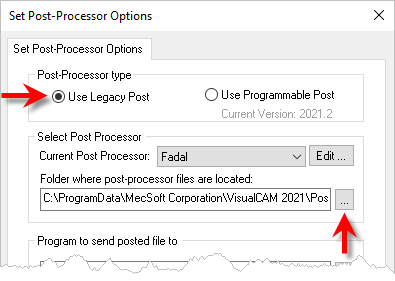 Set Post-Processor Options
Set Post-Processor Options
Post-Processor type
Use Legacy Post
Use Programmable Post
Current Version: 2021.2
Select Post Processor
Current Post Processor: Fadal Edit ...
Folder where post-processor files are located:
C:\ProgramData\MecSoft Corporation\VisualCAM 2021\Pos ...
Program to send posted file to